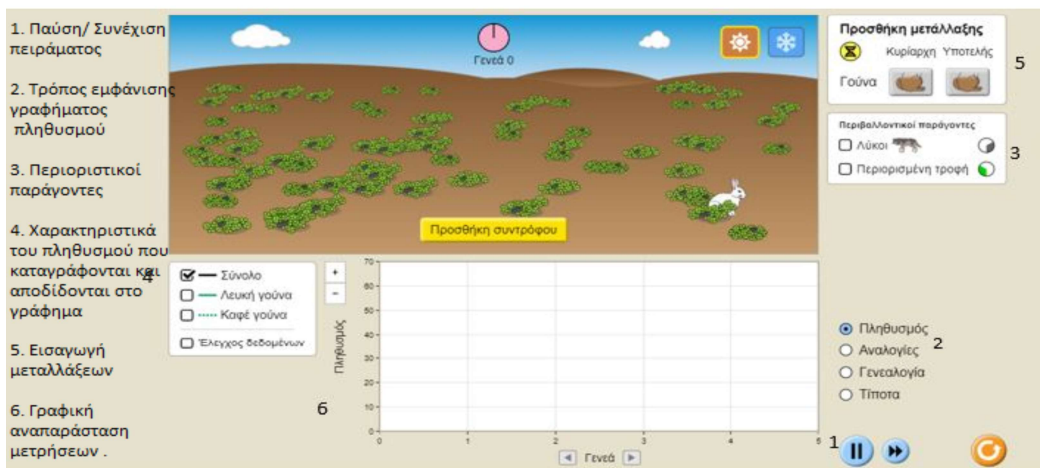 1. Παύση/ Συνέχιση
πειράματος
2. Τρόπος εμφάνισης
γραφήματος
πληθυσμού
3. Περιοριστικοί
παράγοντες
4. Χαρακτηριστικά
του πληθυσμού που
καταγράφονται και
αποδίδονται στο
γράφημα
5. Εισαγωγή
μεταλλάξεων
6. Γραφική
αναπαράσταση
μετρήσεων .
Γενεά 0
Προσθήκη συντρόφου
Προσθήκη μετάλλαξης
Κυρίαρχη Υποτελής
Γούνα
5
Περιβαλλοντικοί παράγοντες
Λύκοι
Περιορισμένη τροφή
3
4
Σύνολο
Λευκή γούνα
Καφέ γούνα
Έλεγχος δεδομένων
+
-
Πληθυσμός
70
60
50
40
30
20
10
0
0 1 2 3 4 5
Γενεά
6
Πληθυσμός
Αναλογίες
Γενεαλογία
Τίποτα
2
1